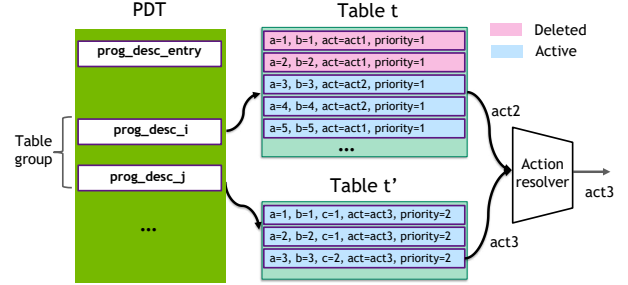 PDT
Table t
Deleted
Active
prog_desc_entry
a=1, b=1, act=act1, priority=1
a=2, b=2, act=act1, priority=1
a=3, b=3, act=act2, priority=1
a=4, b=4, act=act2, priority=1
a=5, b=5, act=act1, priority=1
...
act2
Table
group
prog_desc_i
prog_desc_j
...
Action
resolver
act3
Table t’
a=1, b=1, c=1, act=act3, priority=2
a=2, b=2, c=1, act=act3, priority=2
a=3, b=3, c=2, act=act3, priority=2
act3